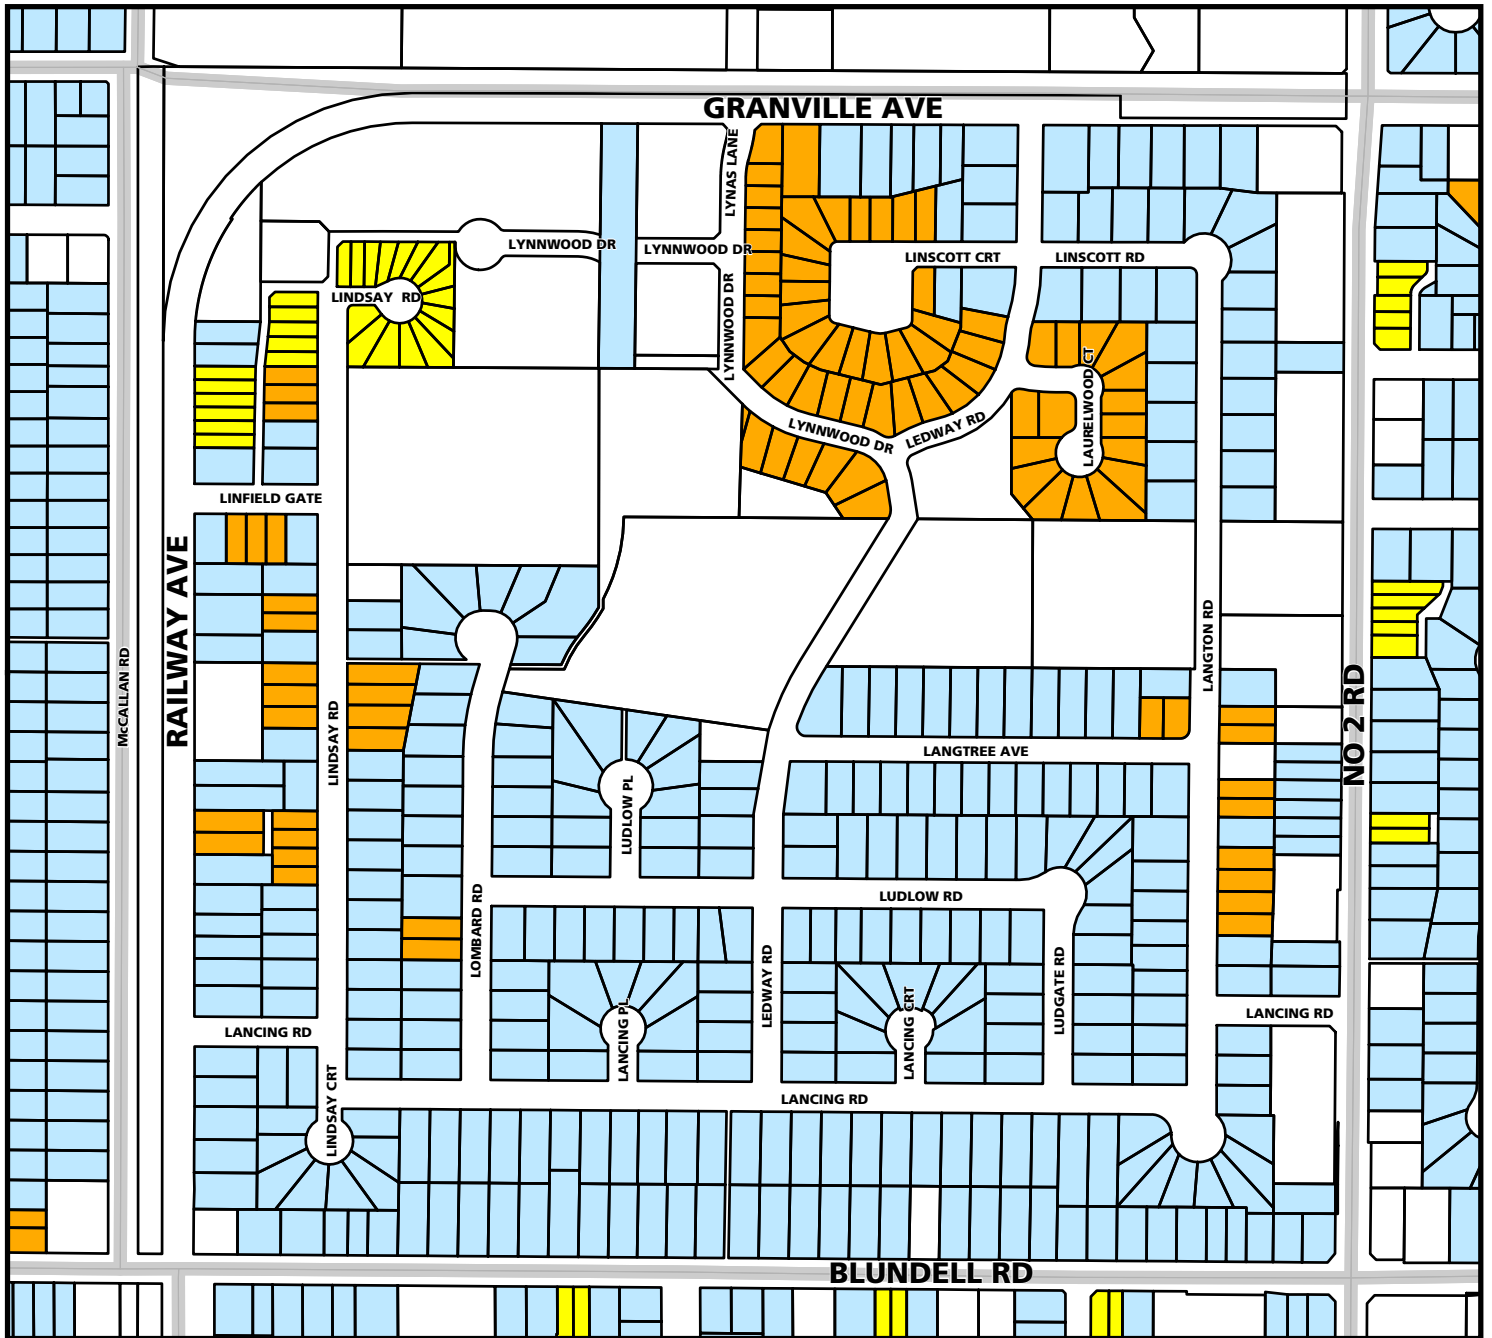 GRANVILLE AVE
LYNAS LANE
LYNNWOOD DR
LYNNWOOD DR
LINSCOTT CRT
LINSCOTT RD
LINDSAY RD
LYNNWOOD DR
LAURELWOOD CT
LYNNWOOD DR
LEDWAY RD
LINFIELD GATE
RAILWAY AVE
McCALLAN RD
LINDSAY RD
LANGTON RD
NO 2 RD
LANGTREE AVE
LUDLOW PL
LUDLOW RD
LOMBARD RD
LEDWAY RD
LUDGATE RD
LANCING PL
LANCING CRT
LANCING RD
LANCING RD
LINDSAY CRT
LANCING RD
BLUNDELL RD